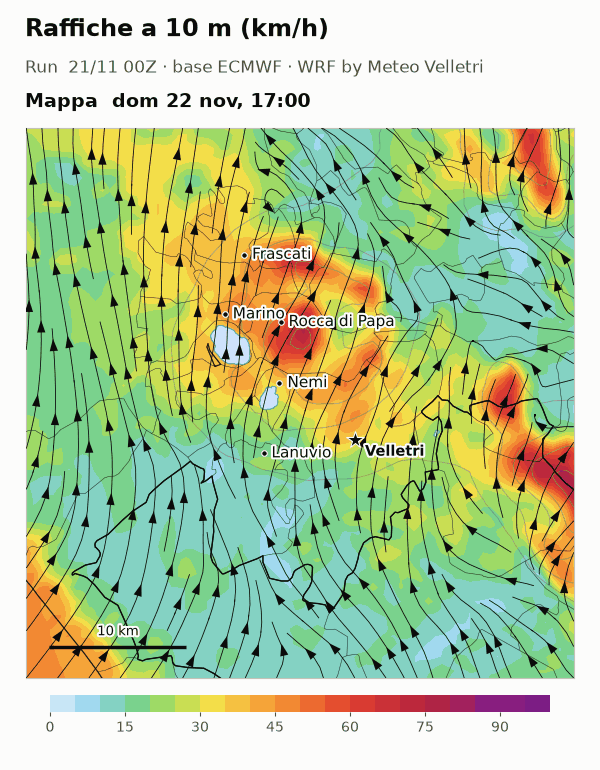 Raffiche a 10 m (km/h)
Run 21/11 00Z · base ECMWF · WRF by Meteo Velletri
Mappa dom 22 nov, 17:00
Frascati
Marino
Rocca di Papa
Nemi
Velletri
Lanuvio
10 km
0 15 30 45 60 75 90